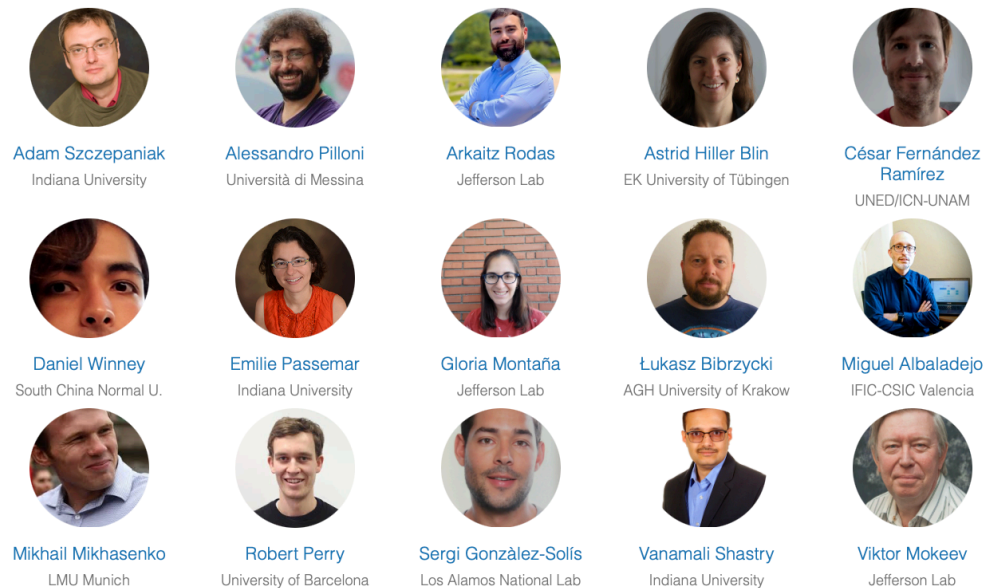 Adam Szczepaniak
Indiana University
Alessandro Pilloni
Università di Messina
Arkaitz Rodas
Jefferson Lab
Astrid Hiller Blin
EK University of Tübingen
César Fernández
Ramírez
UNED/ICN-UNAM
Daniel Winney
South China Normal U.
Emilie Passemar
Indiana University
Gloria Montaña
Jefferson Lab
Łukasz Bibrzycki
AGH University of Krakow
Miguel Albaladejo
IFIC-CSIC Valencia
Mikhail Mikhasenko
LMU Munich
Robert Perry
University of Barcelona
Sergi Gonzàlez-Solís
Los Alamos National Lab
Vanamali Shastry
Indiana University
Viktor Mokeev
Jefferson Lab